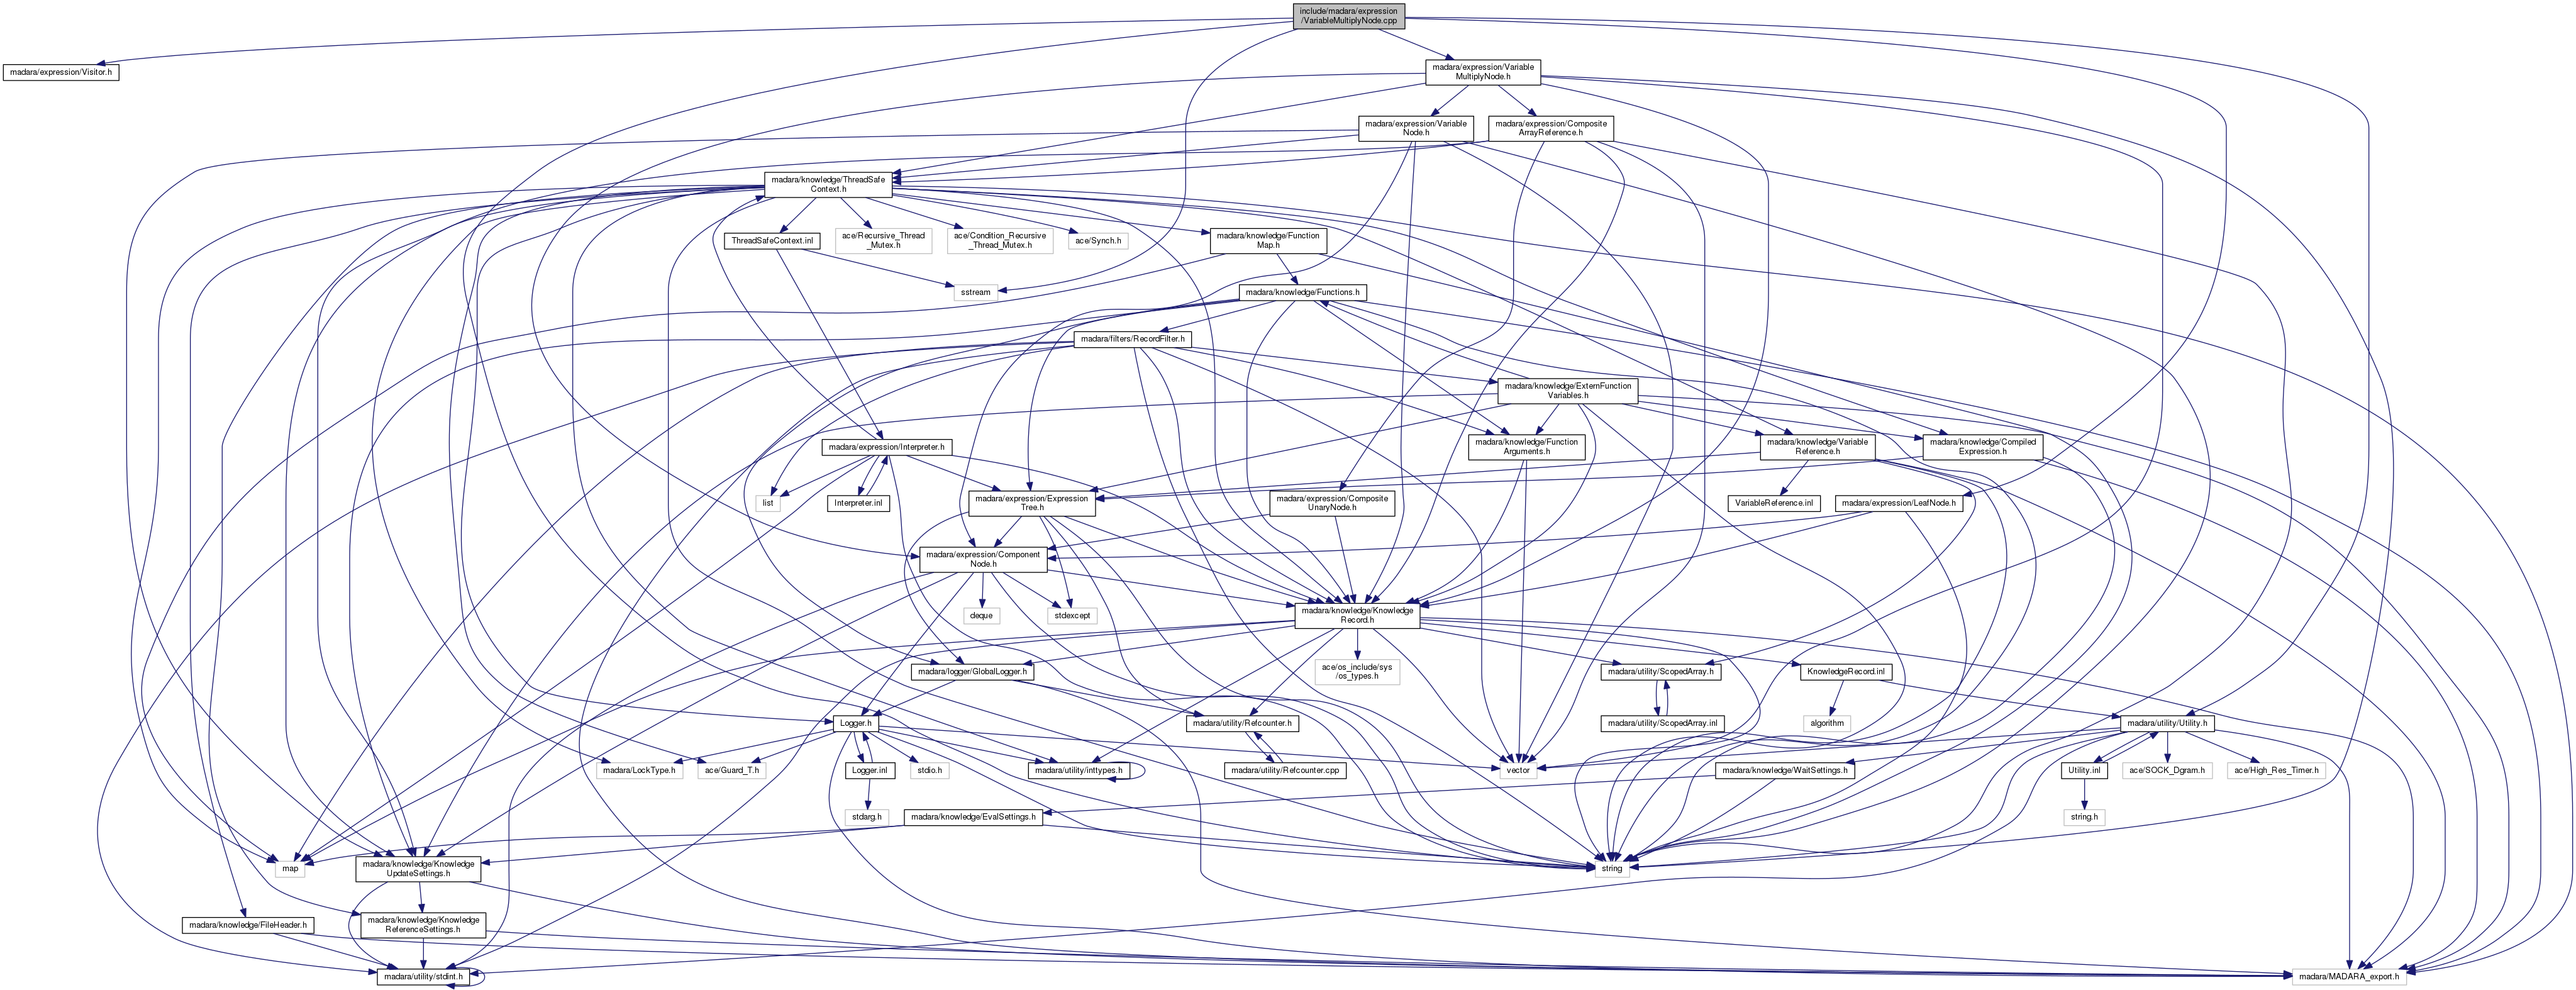 include/madara/expression
/VariableMultiplyNode.cpp
madara/expression/Visitor.h
madara/expression/Variable
MultiplyNode.h
madara/expression/Variable
Node.h
madara/expression/Composite
ArrayReference.h
madara/knowledge/ThreadSafe
Context.h
ThreadSafeContext.inl
ace/Recursive_Thread
_Mutex.h
ace/Condition_Recursive
_Thread_Mutex.h
ace/Synch.h
madara/knowledge/Function
Map.h
sstream
madara/knowledge/Functions.h
madara/filters/RecordFilter.h
madara/knowledge/ExternFunction
Variables.h
madara/expression/Interpreter.h
madara/knowledge/Function
Arguments.h
madara/knowledge/Variable
Reference.h
madara/knowledge/Compiled
Expression.h
list
Interpreter.inl
madara/expression/Expression
Tree.h
madara/expression/Composite
UnaryNode.h
VariableReference.inl
madara/expression/LeafNode.h
madara/expression/Component
Node.h
deque
stdexcept
madara/knowledge/Knowledge
Record.h
madara/logger/GlobalLogger.h
ace/os_include/sys
/os_types.h
madara/utility/ScopedArray.h
KnowledgeRecord.inl
Logger.h
madara/utility/Refcounter.h
madara/utility/ScopedArray.inl
algorithm
madara/utility/Utility.h
madara/LockType.h
ace/Guard_T.h
Logger.inl
stdio.h
madara/utility/inttypes.h
madara/utility/Refcounter.cpp
vector
madara/knowledge/WaitSettings.h
Utility.inl
ace/SOCK_Dgram.h
ace/High_Res_Timer.h
stdarg.h
madara/knowledge/EvalSettings.h
string.h
map
madara/knowledge/Knowledge
UpdateSettings.h
string
madara/knowledge/FileHeader.h
madara/knowledge/Knowledge
ReferenceSettings.h
madara/utility/stdint.h
madara/MADARA_export.h